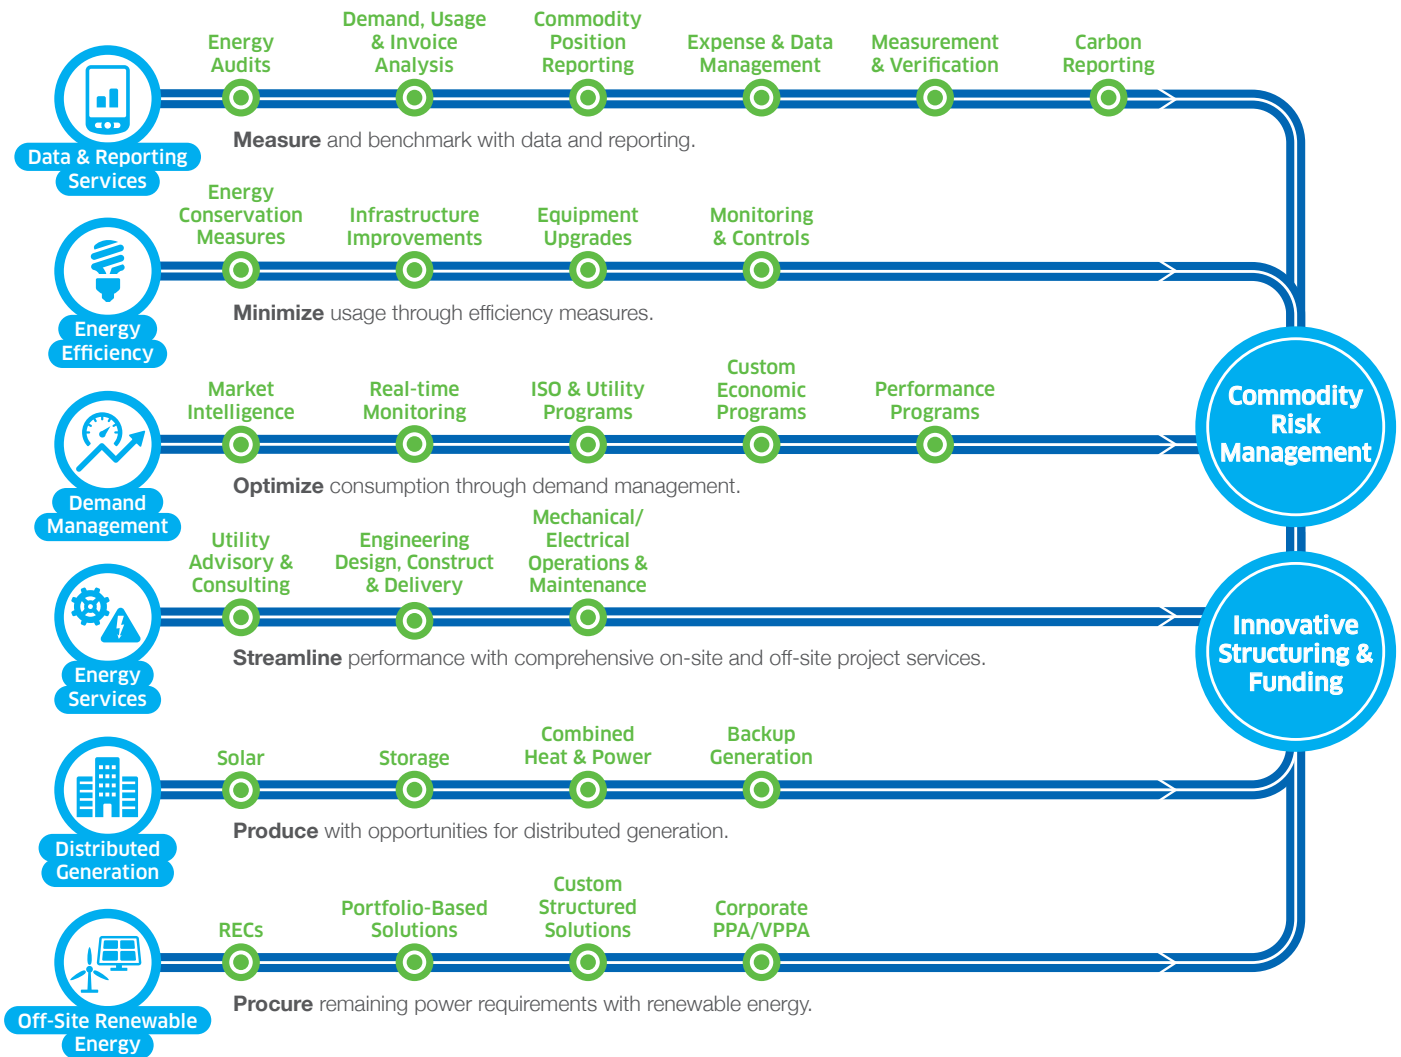 Energy
Audits
Demand, Usage
& Invoice
Analysis
Commodity
Position
Reporting
Expense & Data
Management
Measurement
& Verification
Carbon
Reporting
Data & Reporting
Services
Measure and benchmark with data and reporting.
Energy
Conservation
Measures
Infrastructure
Improvements
Equipment
Upgrades
Monitoring
& Controls
Energy
Efficiency
Minimize usage through efficiency measures.
Market
Intelligence
Real-time
Monitoring
ISO & Utility
Programs
Custom
Economic
Programs
Performance
Programs
Demand
Management
Optimize consumption through demand management.
Commodity
Risk
Management
Utility
Advisory &
Consulting
Engineering
Design, Construct
& Delivery
Mechanical/
Electrical
Operations &
Maintenance
Energy
Services
Streamline performance with comprehensive on-site and off-site project services.
Innovative
Structuring &
Funding
Solar
Storage
Combined
Heat & Power
Backup
Generation
Distributed
Generation
Produce with opportunities for distributed generation.
RECs
Portfolio-Based
Solutions
Custom
Structured
Solutions
Corporate
PPA/VPPA
Off-Site Renewable
Energy
Procure remaining power requirements with renewable energy.